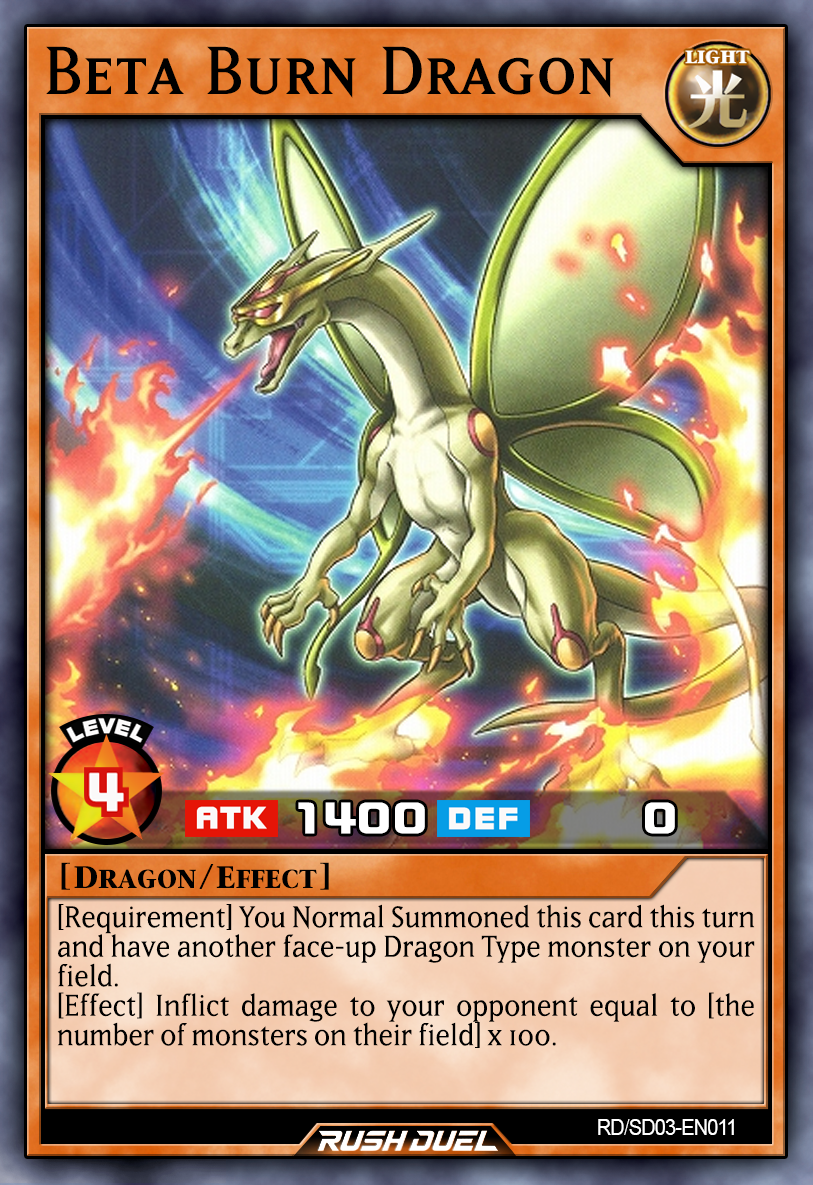 Beta Burn Dragon
LIGHT
光
LEVEL
4
ATK 1400 DEF 0
[Dragon/Effect]
[Requirement] You Normal Summoned this card this turn
and have another face-up Dragon Type monster on your
field.
[Effect] Inflict damage to your opponent equal to [the
number of monsters on their field] x 100.
RD/SD03-EN011
RUSH DUEL